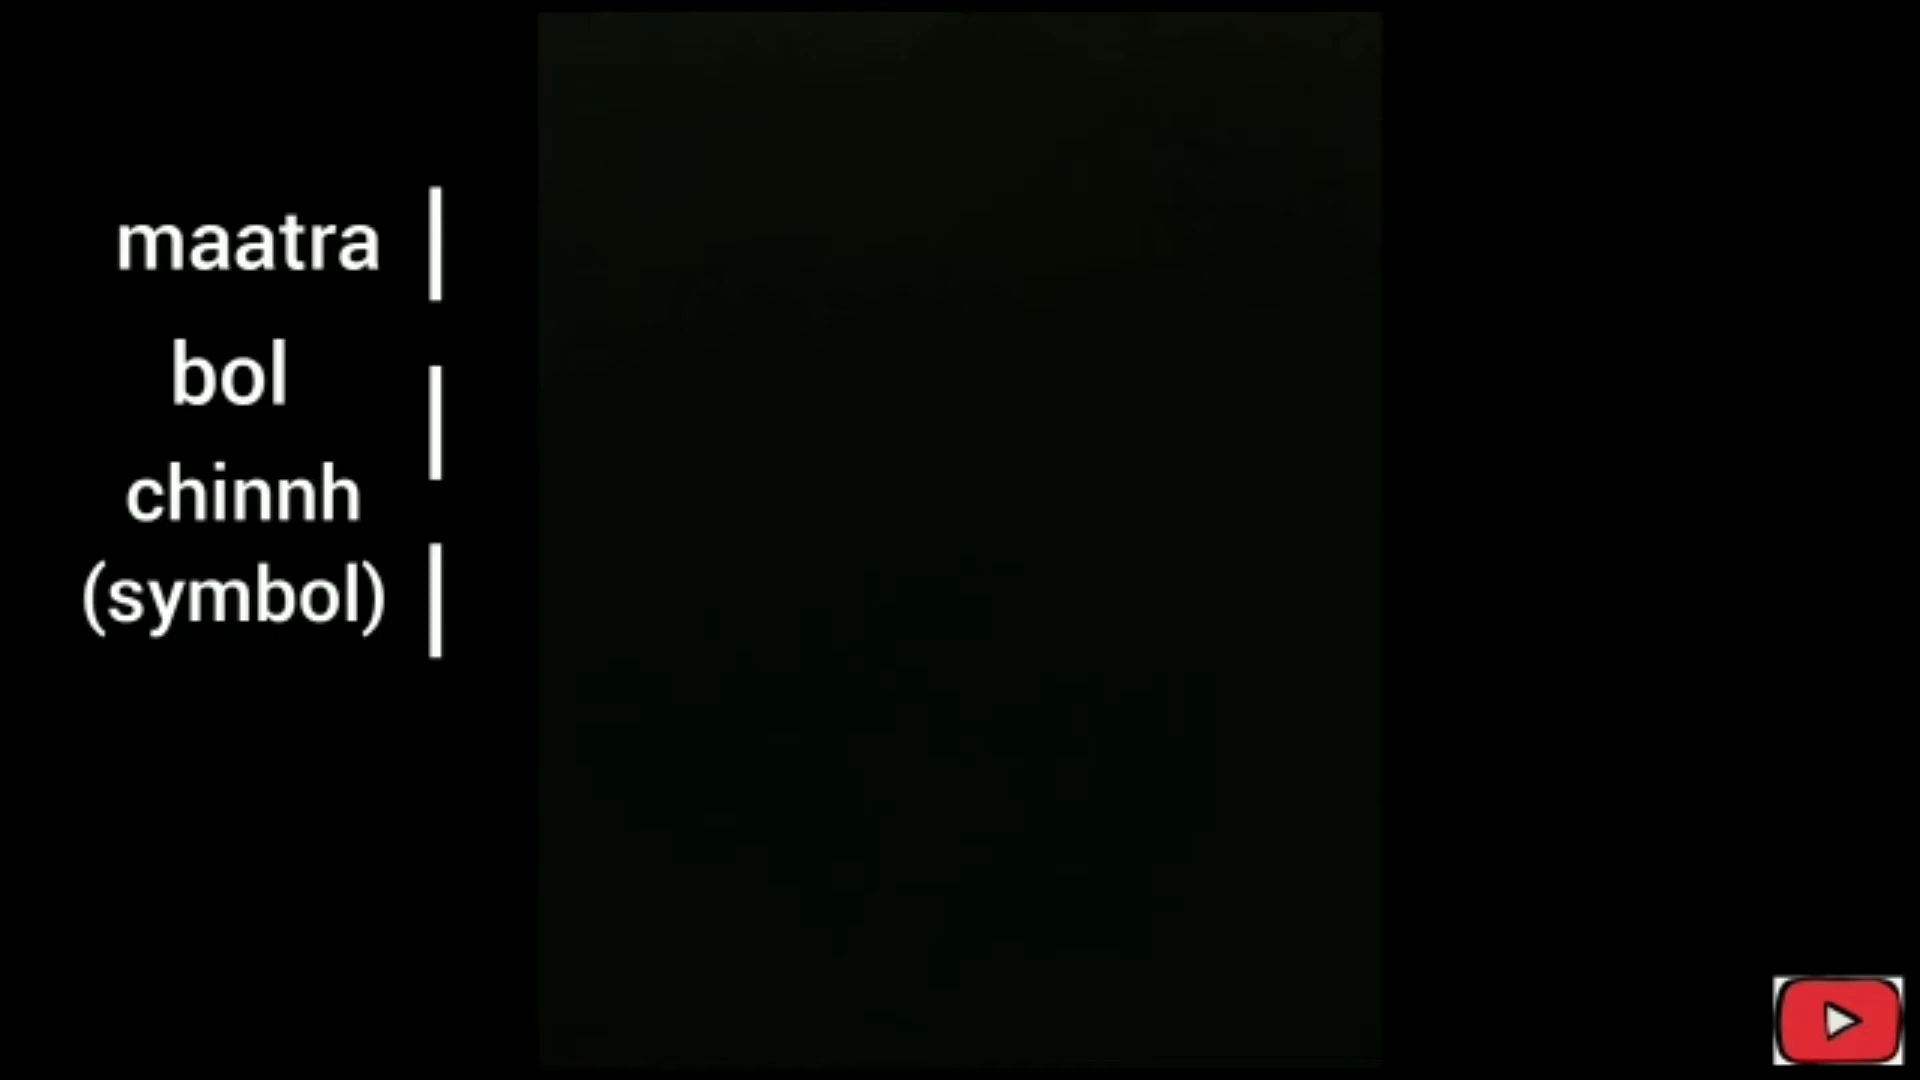 maatra |
bol |
chinnh
(symbol) |